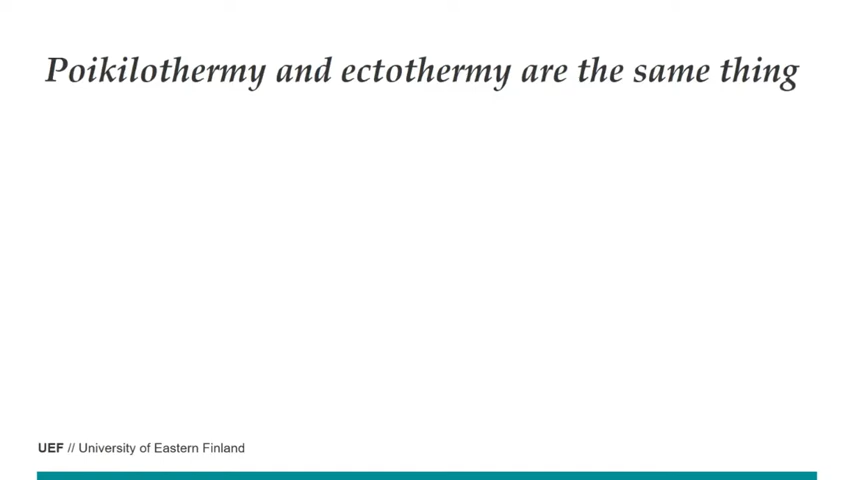 Poikilothermy and ectothermy are the same thing
UEF // University of Eastern Finland